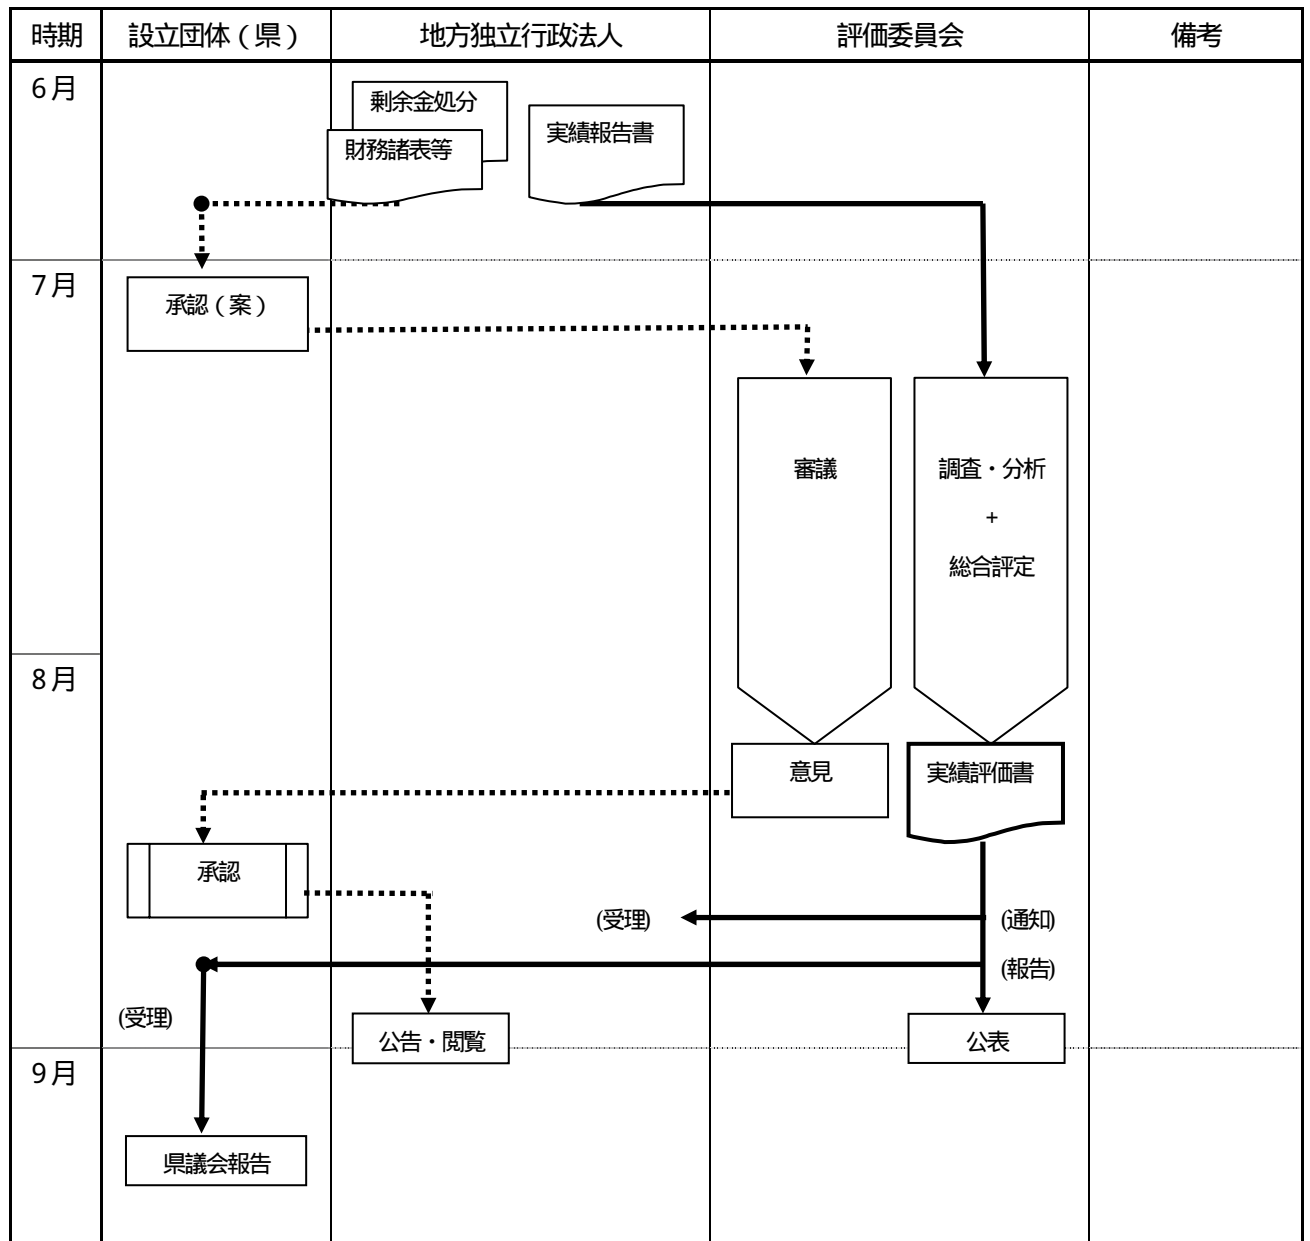 時期 設立団体（県） 地方独立行政法人 評価委員会 備考
6月
剰余金処分
財務諸表等
実績報告書
7月
承認（案）
審議
調査・分析
+
総合評定
8月
意見
実績評価書
承認
(受理)
(通知)
(報告)
(受理)
公告・閲覧
公表
9月
県議会報告